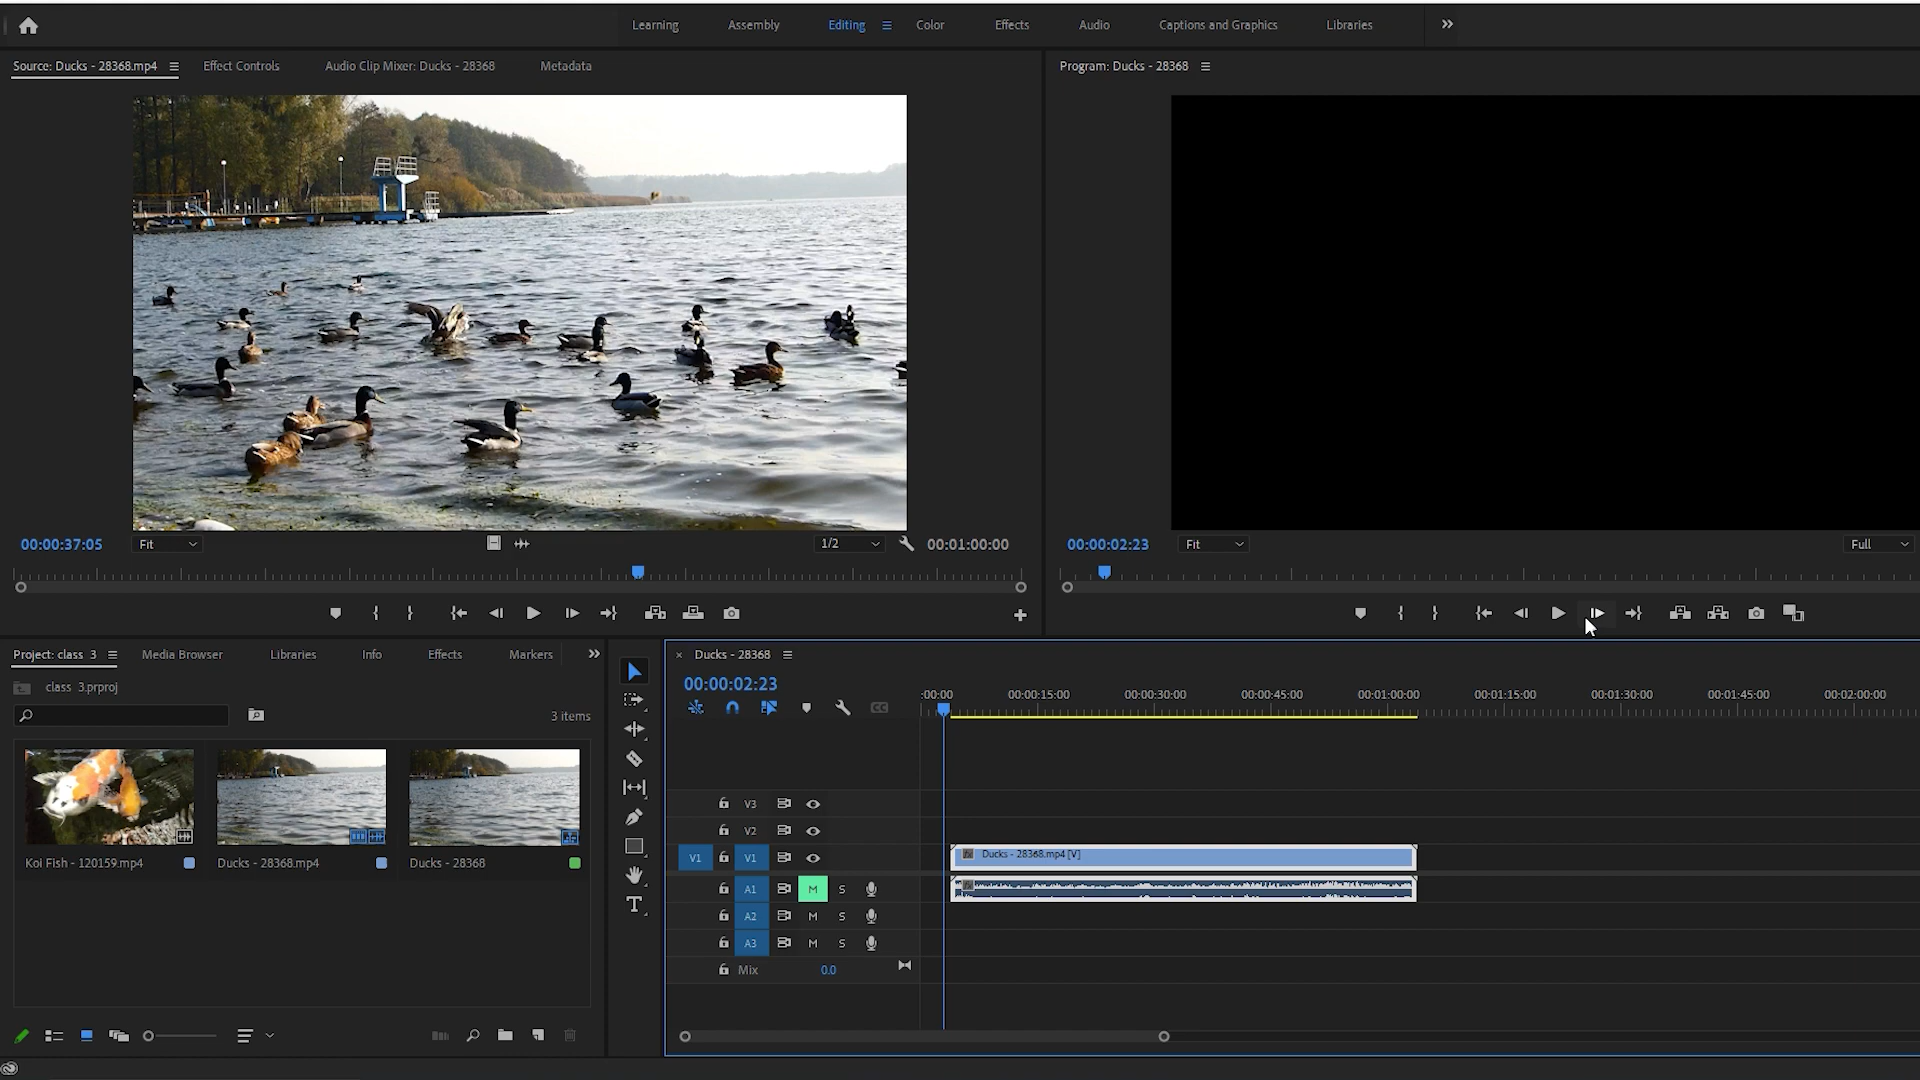 Learning Assembly Editing Color Effects Audio Captions and Graphics Libraries
Source: Ducks - 28368.mp4 Effect Controls Audio Clip Mixer: Ducks - 28368 Metadata
Program: Ducks - 28368
00:00:37:05 Fit 1/2 00:01:00:00
00:00:02:23 Fit Full
Project: class 3 Media Browser Libraries Info Effects Markers
class 3.prproj
3 items
Koi Fish - 120159.mp4 Ducks - 28368.mp4 Ducks - 28368
× Ducks - 28368
00:00:02:23
:00:00 00:00:15:00 00:00:30:00 00:00:45:00 00:01:00:00 00:01:15:00 00:01:30:00 00:01:45:00 00:02:00:00
CC
V3
V2
V1 V1 fx Ducks - 28368.mp4 [V]
A1 M S
A2 M S
A3 M S
Mix 0.0